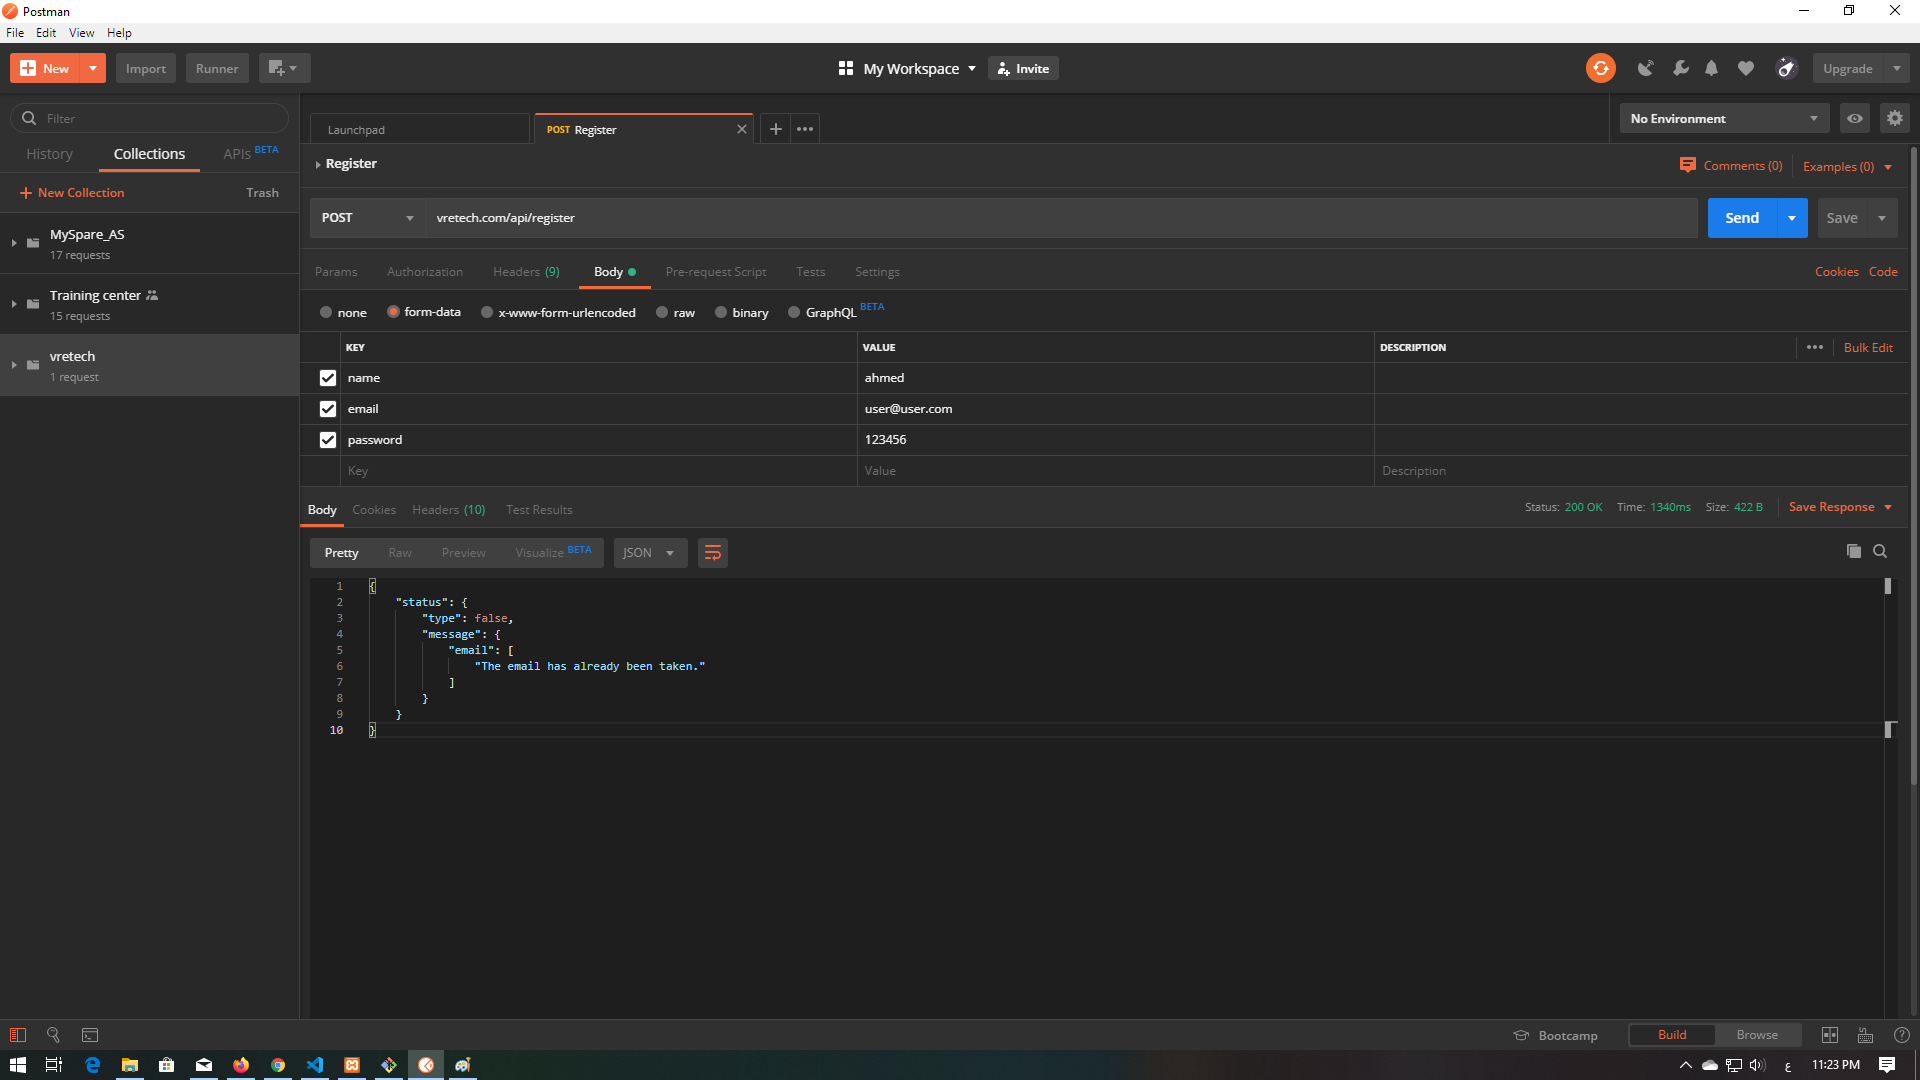 Postman
File Edit View Help
New Import Runner My Workspace Invite Upgrade
Filter
Launchpad POST Register No Environment
History Collections APIs BETA
Register Comments (0) Examples (0)
New Collection Trash
POST vretech.com/api/register Send Save
MySpare_AS
17 requests
Params Authorization Headers (9) Body Pre-request Script Tests Settings Cookies Code
Training center
15 requests
none form-data x-www-form-urlencoded raw binary GraphQL BETA
vretech
1 request
KEY VALUE DESCRIPTION Bulk Edit
name ahmed
email user@user.com
password 123456
Key Value Description
Body Cookies Headers (10) Test Results Status: 200 OK Time: 1340ms Size: 422 B Save Response
Pretty Raw Preview Visualize BETA JSON
1 {
2 "status": {
3 "type": false,
4 "message": {
5 "email": [
6 "The email has already been taken."
7 ]
8 }
9 }
10 }
Bootcamp Build Browse
ع 11:23 PM